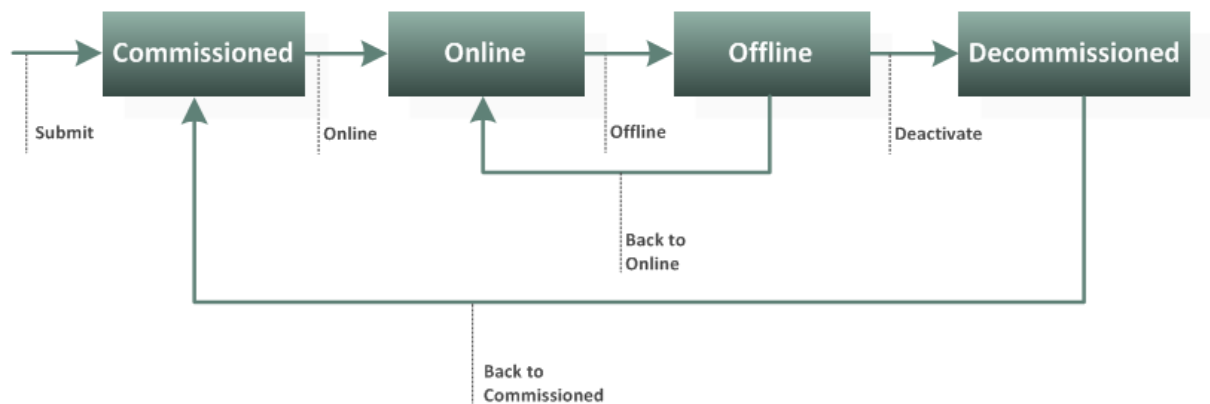 Commissioned
Online
Offline
Decommissioned
Submit
Online
Offline
Deactivate
Back to
Online
Back to
Commissioned